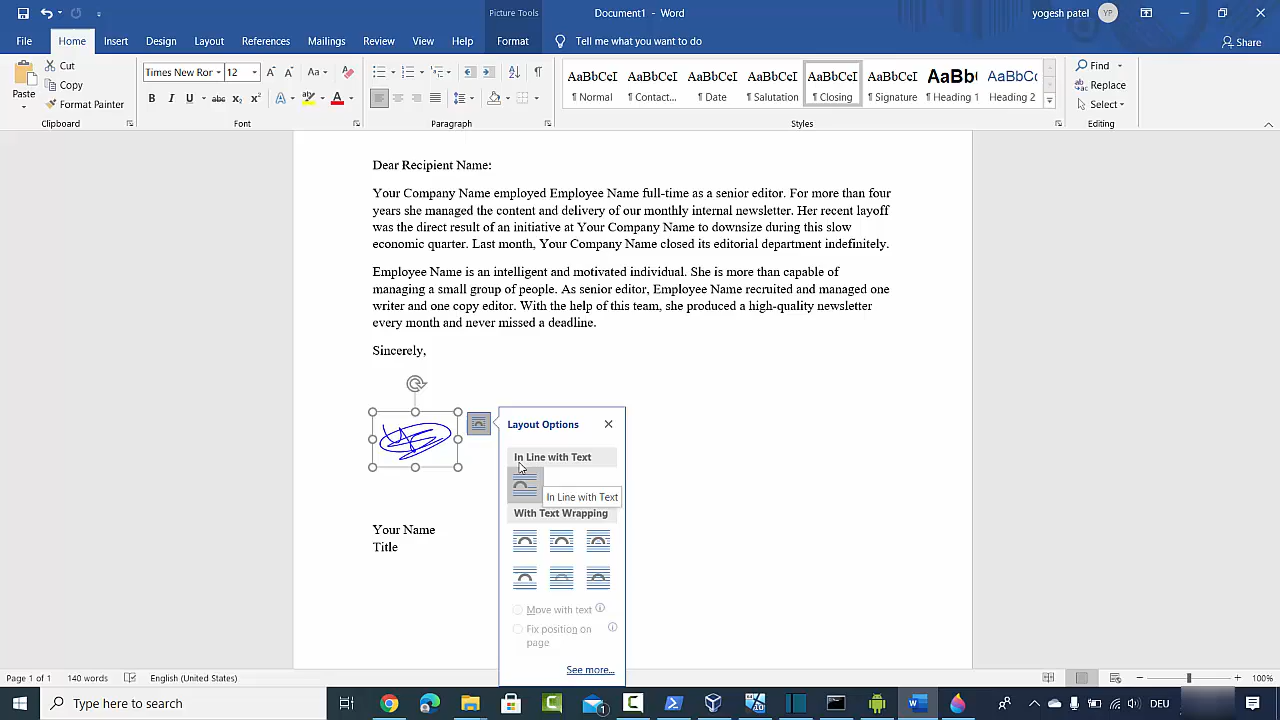 Picture Tools
Document1 - Word
yogesh patel YP
File Home Insert Design Layout References Mailings Review View Help Format Tell me what you want to do Share
Paste
Cut
Copy
Format Painter
Clipboard
Times New Ror 12
Font
Paragraph
AaBbCcI AaBbCcI AaBbCcI AaBbCcI AaBbCcI AaBbCcI AaBb( AaBbCcI
¶ Normal ¶ Contact... ¶ Date ¶ Salutation ¶ Closing ¶ Signature ¶ Heading 1 Heading 2
Styles
Find
Replace
Select
Editing
Dear Recipient Name:
Your Company Name employed Employee Name full-time as a senior editor. For more than four
years she managed the content and delivery of our monthly internal newsletter. Her recent layoff
was the direct result of an initiative at Your Company Name to downsize during this slow
economic quarter. Last month, Your Company Name closed its editorial department indefinitely.
Employee Name is an intelligent and motivated individual. She is more than capable of
managing a small group of people. As senior editor, Employee Name recruited and managed one
writer and one copy editor. With the help of this team, she produced a high-quality newsletter
every month and never missed a deadline.
Sincerely,
Your Name
Title
Layout Options
In Line with Text
In Line with Text
With Text Wrapping
Move with text
Fix position on
page
See more...
Page 1 of 1 140 words English (United States) 100%
Type here to search
DEU